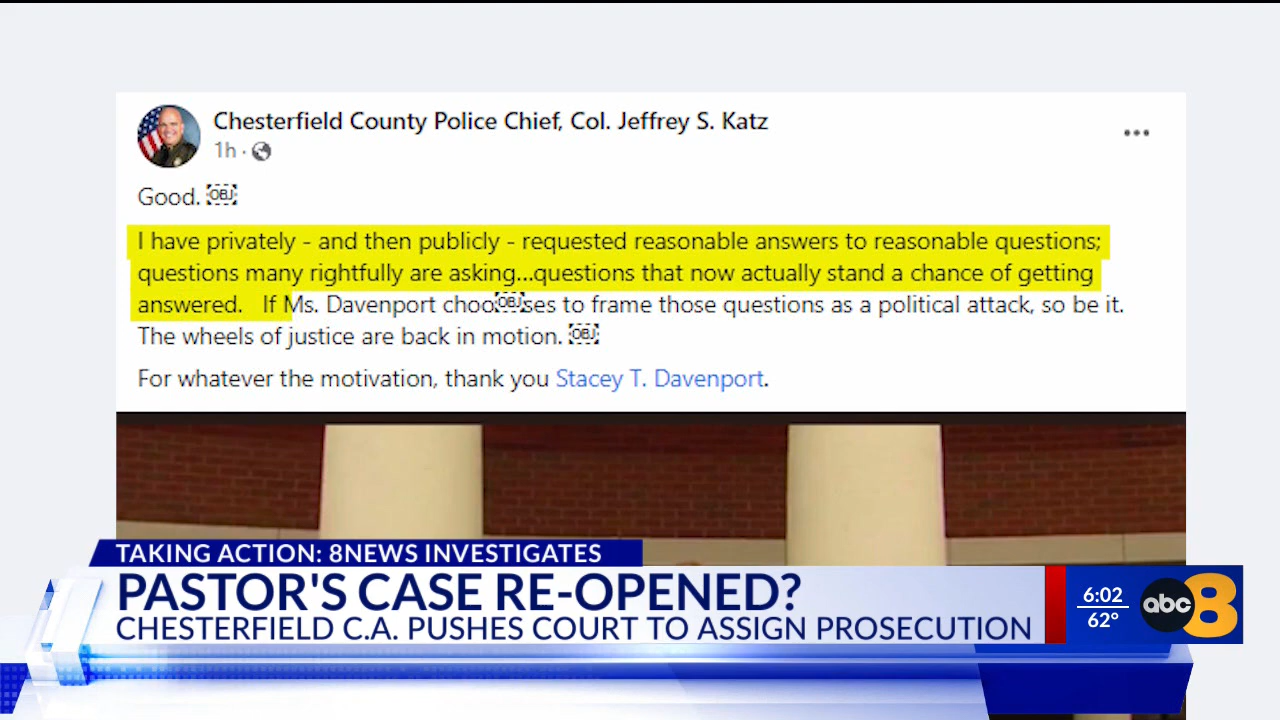 Chesterfield County Police Chief, Col. Jeffrey S. Katz
1h ·
Good. OBJ
I have privately - and then publicly - requested reasonable answers to reasonable questions;
questions many rightfully are asking...questions that now actually stand a chance of getting
answered. If Ms. Davenport chooOBJses to frame those questions as a political attack, so be it.
The wheels of justice are back in motion. OBJ
For whatever the motivation, thank you Stacey T. Davenport.
TAKING ACTION: 8NEWS INVESTIGATES
PASTOR'S CASE RE-OPENED?
CHESTERFIELD C.A. PUSHES COURT TO ASSIGN PROSECUTION
6:02
62°
abc 8